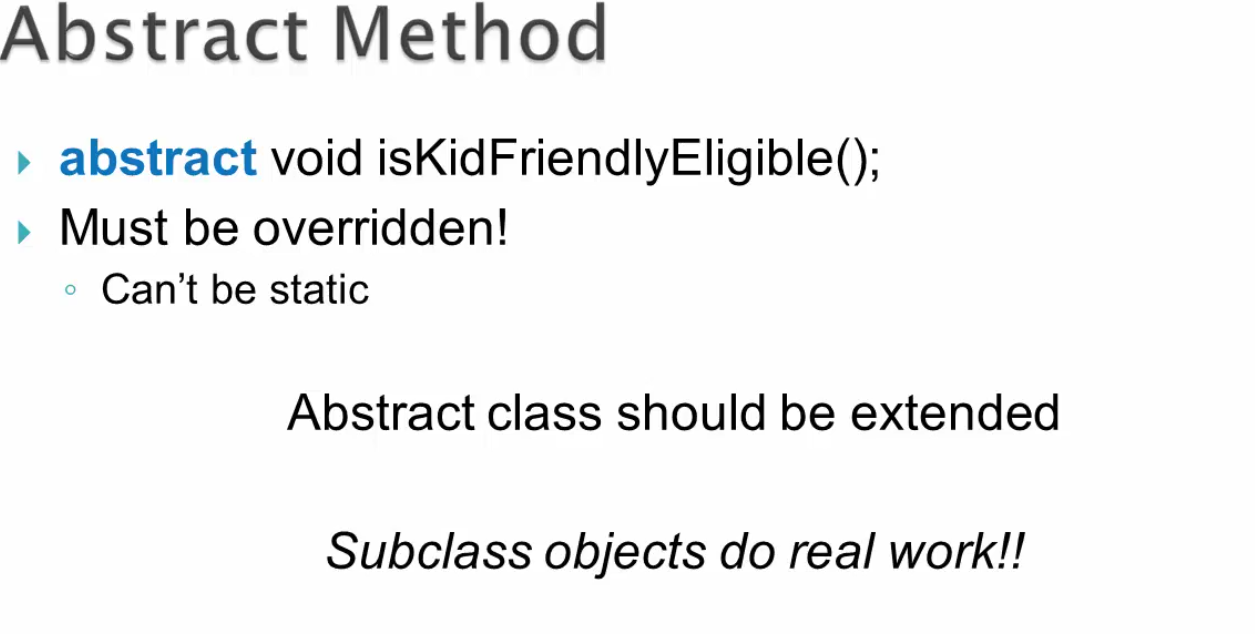 Abstract Method
abstract void isKidFriendlyEligible();
Must be overridden!
Can’t be static
Abstract class should be extended
Subclass objects do real work!!